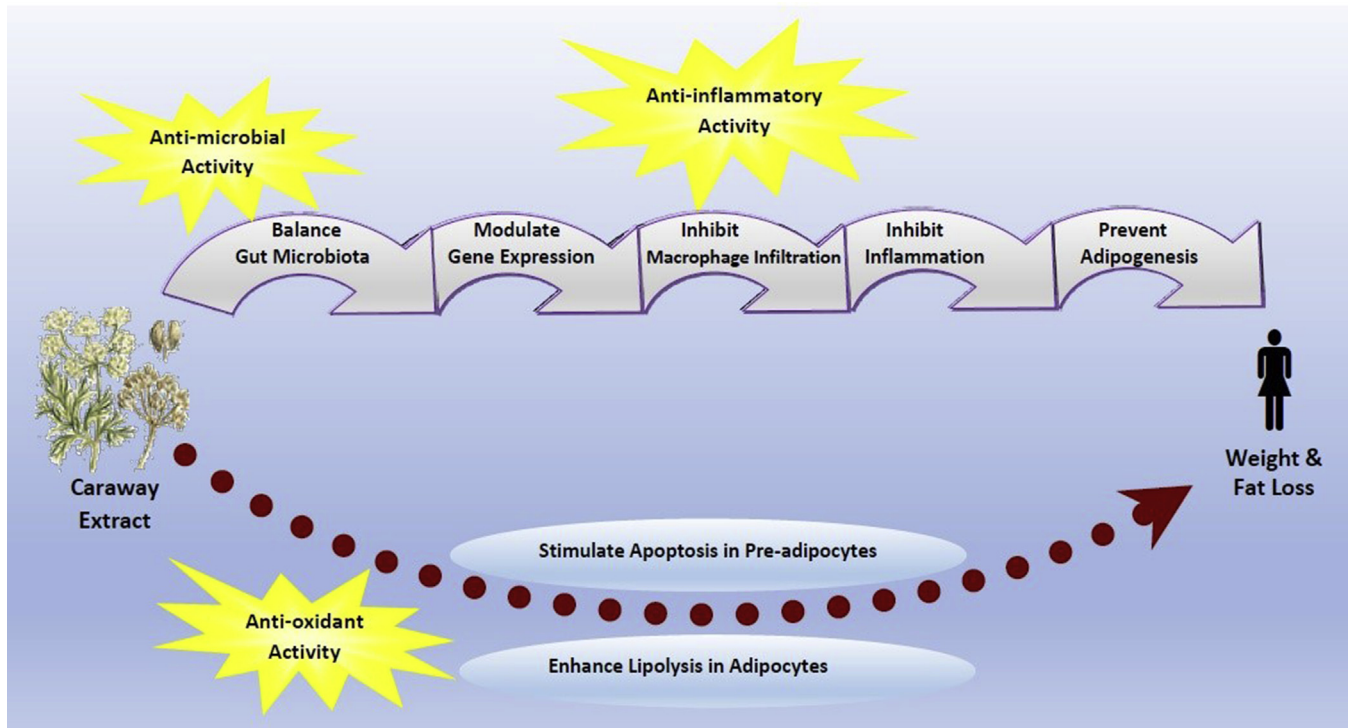 Anti-inflammatory
Activity
Anti-microbial
Activity
Balance
Gut Microbiota
Modulate
Gene Expression
Inhibit
Macrophage Infiltration
Inhibit
Inflammation
Prevent
Adipogenesis
Caraway
Extract
Weight &
Fat Loss
Stimulate Apoptosis in Pre-adipocytes
Anti-oxidant
Activity
Enhance Lipolysis in Adipocytes